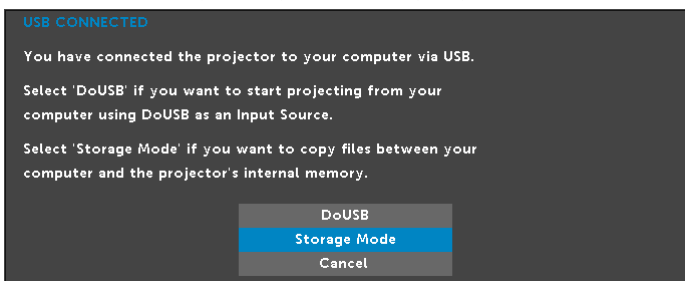 USB CONNECTED
You have connected the projector to your computer via USB.
Select 'DoUSB' if you want to start projecting from your
computer using DoUSB as an Input Source.
Select 'Storage Mode' if you want to copy files between your
computer and the projector's internal memory.
DoUSB
Storage Mode
Cancel